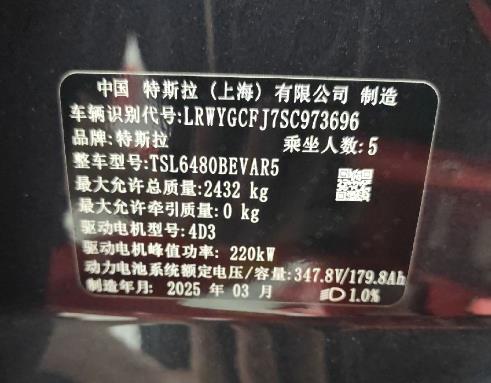 中国 特斯拉 (上海) 有限公司 制造
车辆识别代号:LRWYGCFJ7SC973696
品牌:特斯拉 乘坐人数:5
整车型号:TSL6480BEVAR5
最大允许总质量:2432 kg
最大允许牵引质量:0 kg
驱动电机型号:4D3
驱动电机峰值功率: 220kW
动力电池系统额定电压/容量:347.8V/179.8Ah
制造年月: 2025 年 03 月 1.0%